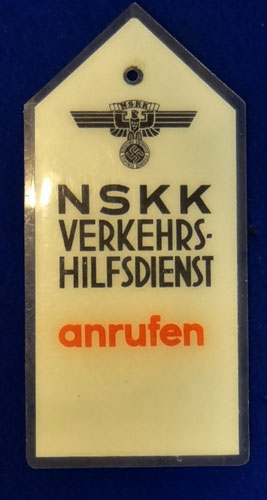 NSKK
NSKK
VERKEHRS-
HiLFSDIENST
anrufen